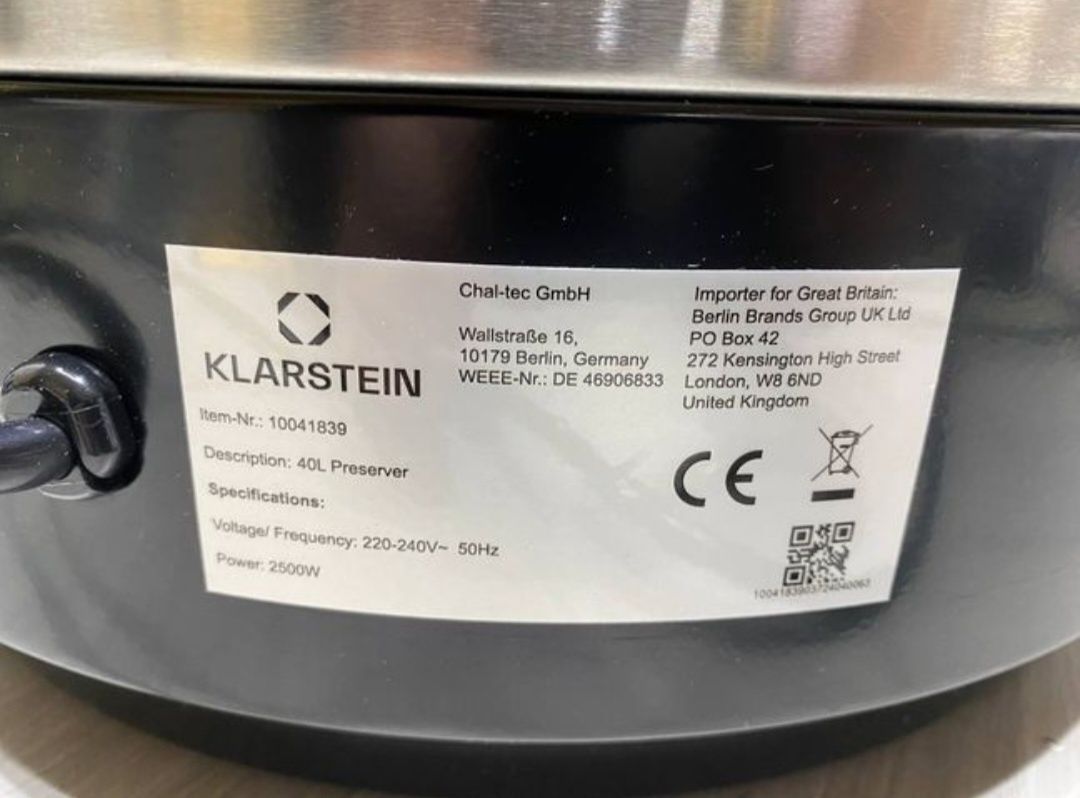 KLARSTEIN
Item-Nr.: 10041839
Description: 40L Preserver
Specifications:
Voltage/ Frequency: 220-240V~ 50Hz
Power: 2500W
Chal-tec GmbH
Wallstraße 16,
10179 Berlin, Germany
WEEE-Nr.: DE 46906833
Importer for Great Britain:
Berlin Brands Group UK Ltd
PO Box 42
272 Kensington High Street
London, W8 6ND
United Kingdom
CE